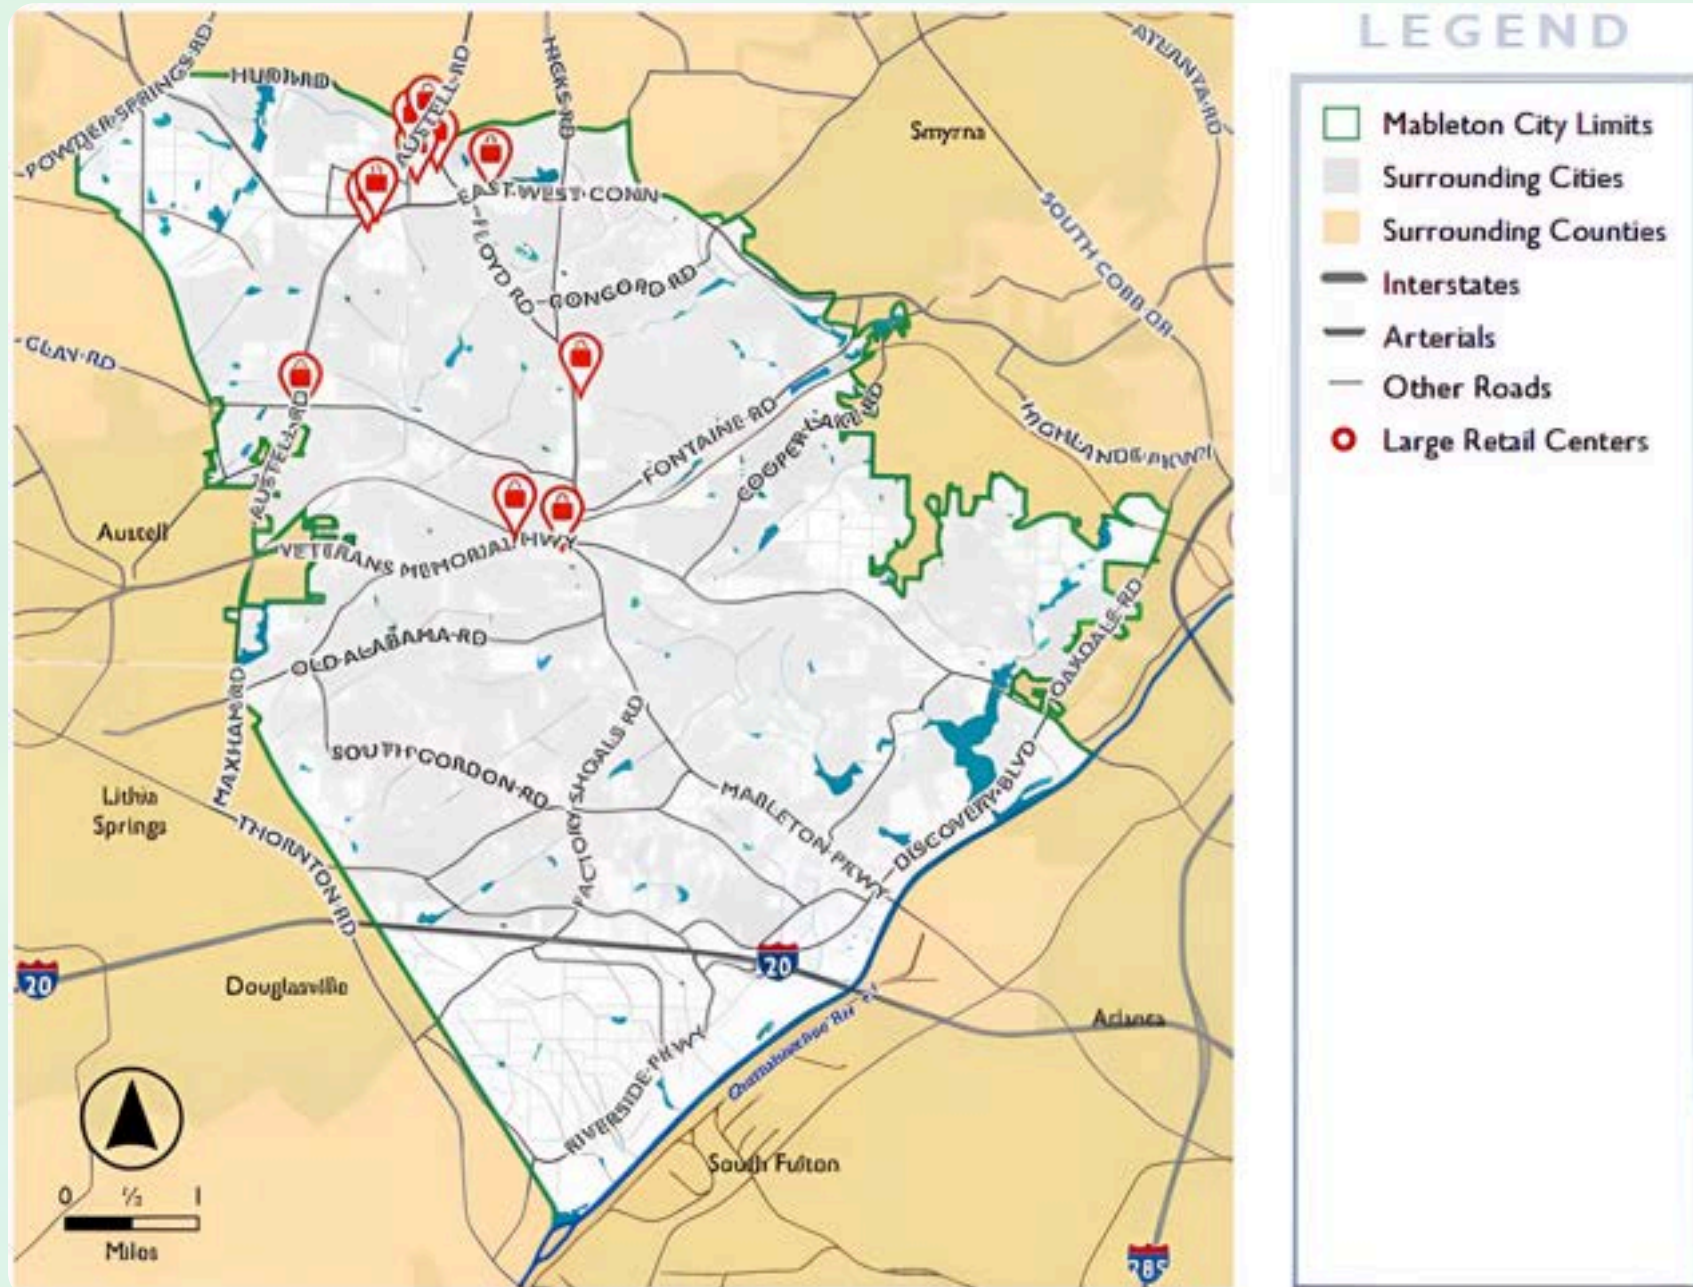 LEGEND
Mableton City Limits
Surrounding Cities
Surrounding Counties
Interstates
Arterials
Other Roads
Large Retail Centers
POWDER SPRINGS RD
AUSTELL RD
HICKS RD
ATLANTA RD
Smyrna
EAST-WEST CONN
SOUTH COBB DR
FLOYD RD
CONCORD RD
CLAY RD
FONTAINE RD
COOPER LAKE RD
HIGHLANDS PKWY
AUSTELL RD
Austell
VETERANS MEMORIAL HWY
OAKDALE RD
OLD ALABAMA RD
MAXHAM RD
SOUTH GORDON RD
FACTORY SHOALS RD
MABLETON PKWY
DISCOVERY BLVD
Lithia
Springs
THORNTON RD
20
20
Douglasville
Atlanta
RIVERSIDE PKWY
South Fulton
0 ½ 1
Miles
285